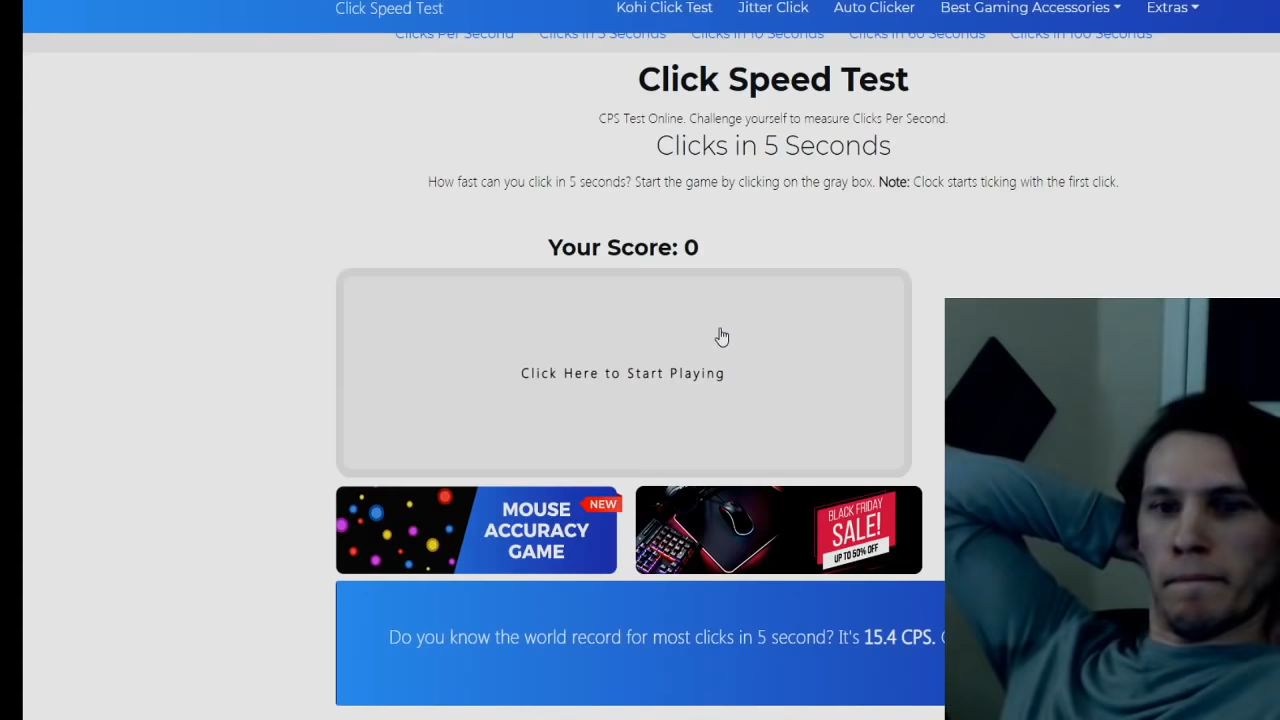 Click Speed Test
Kohi Click Test
Jitter Click
Auto Clicker
Best Gaming Accessories
Extras
Clicks Per Second
Clicks in 5 Seconds
Clicks in 10 Seconds
Clicks in 60 Seconds
Clicks in 100 Seconds
Click Speed Test
CPS Test Online. Challenge yourself to measure Clicks Per Second.
Clicks in 5 Seconds
How fast can you click in 5 seconds? Start the game by clicking on the gray box. Note: Clock starts ticking with the first click.
Your Score: 0
Click Here to Start Playing
MOUSE
ACCURACY
GAME
NEW
BLACK FRIDAY
SALE!
UP TO 50% OFF
Do you know the world record for most clicks in 5 second? It's 15.4 CPS.